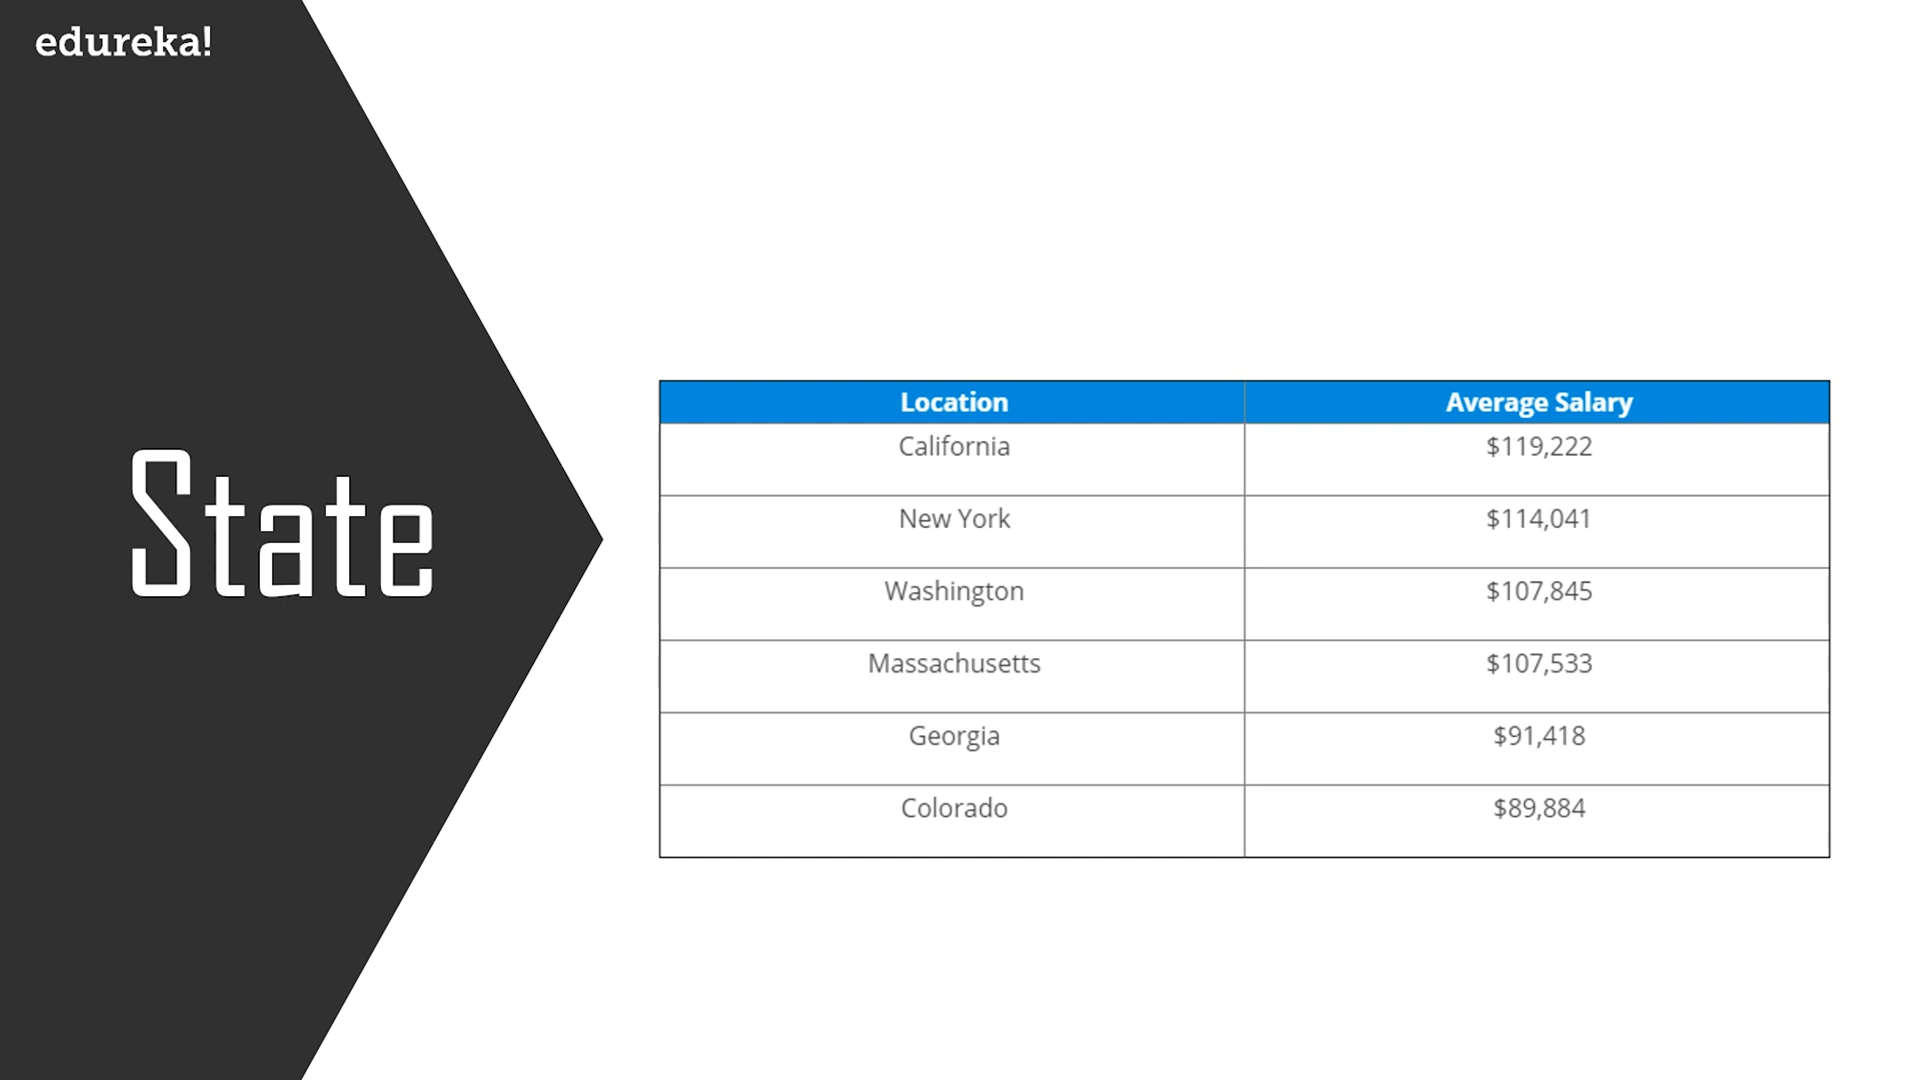 edureka!
State
Location Average Salary
California $119,222
New York $114,041
Washington $107,845
Massachusetts $107,533
Georgia $91,418
Colorado $89,884